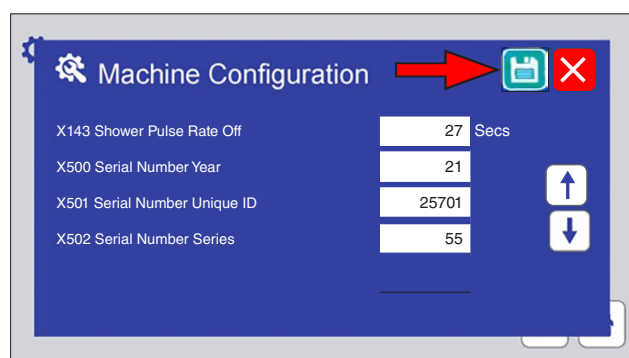 Machine Configuration
X143 Shower Pulse Rate Off 27 Secs
X500 Serial Number Year 21
X501 Serial Number Unique ID 25701
X502 Serial Number Series 55